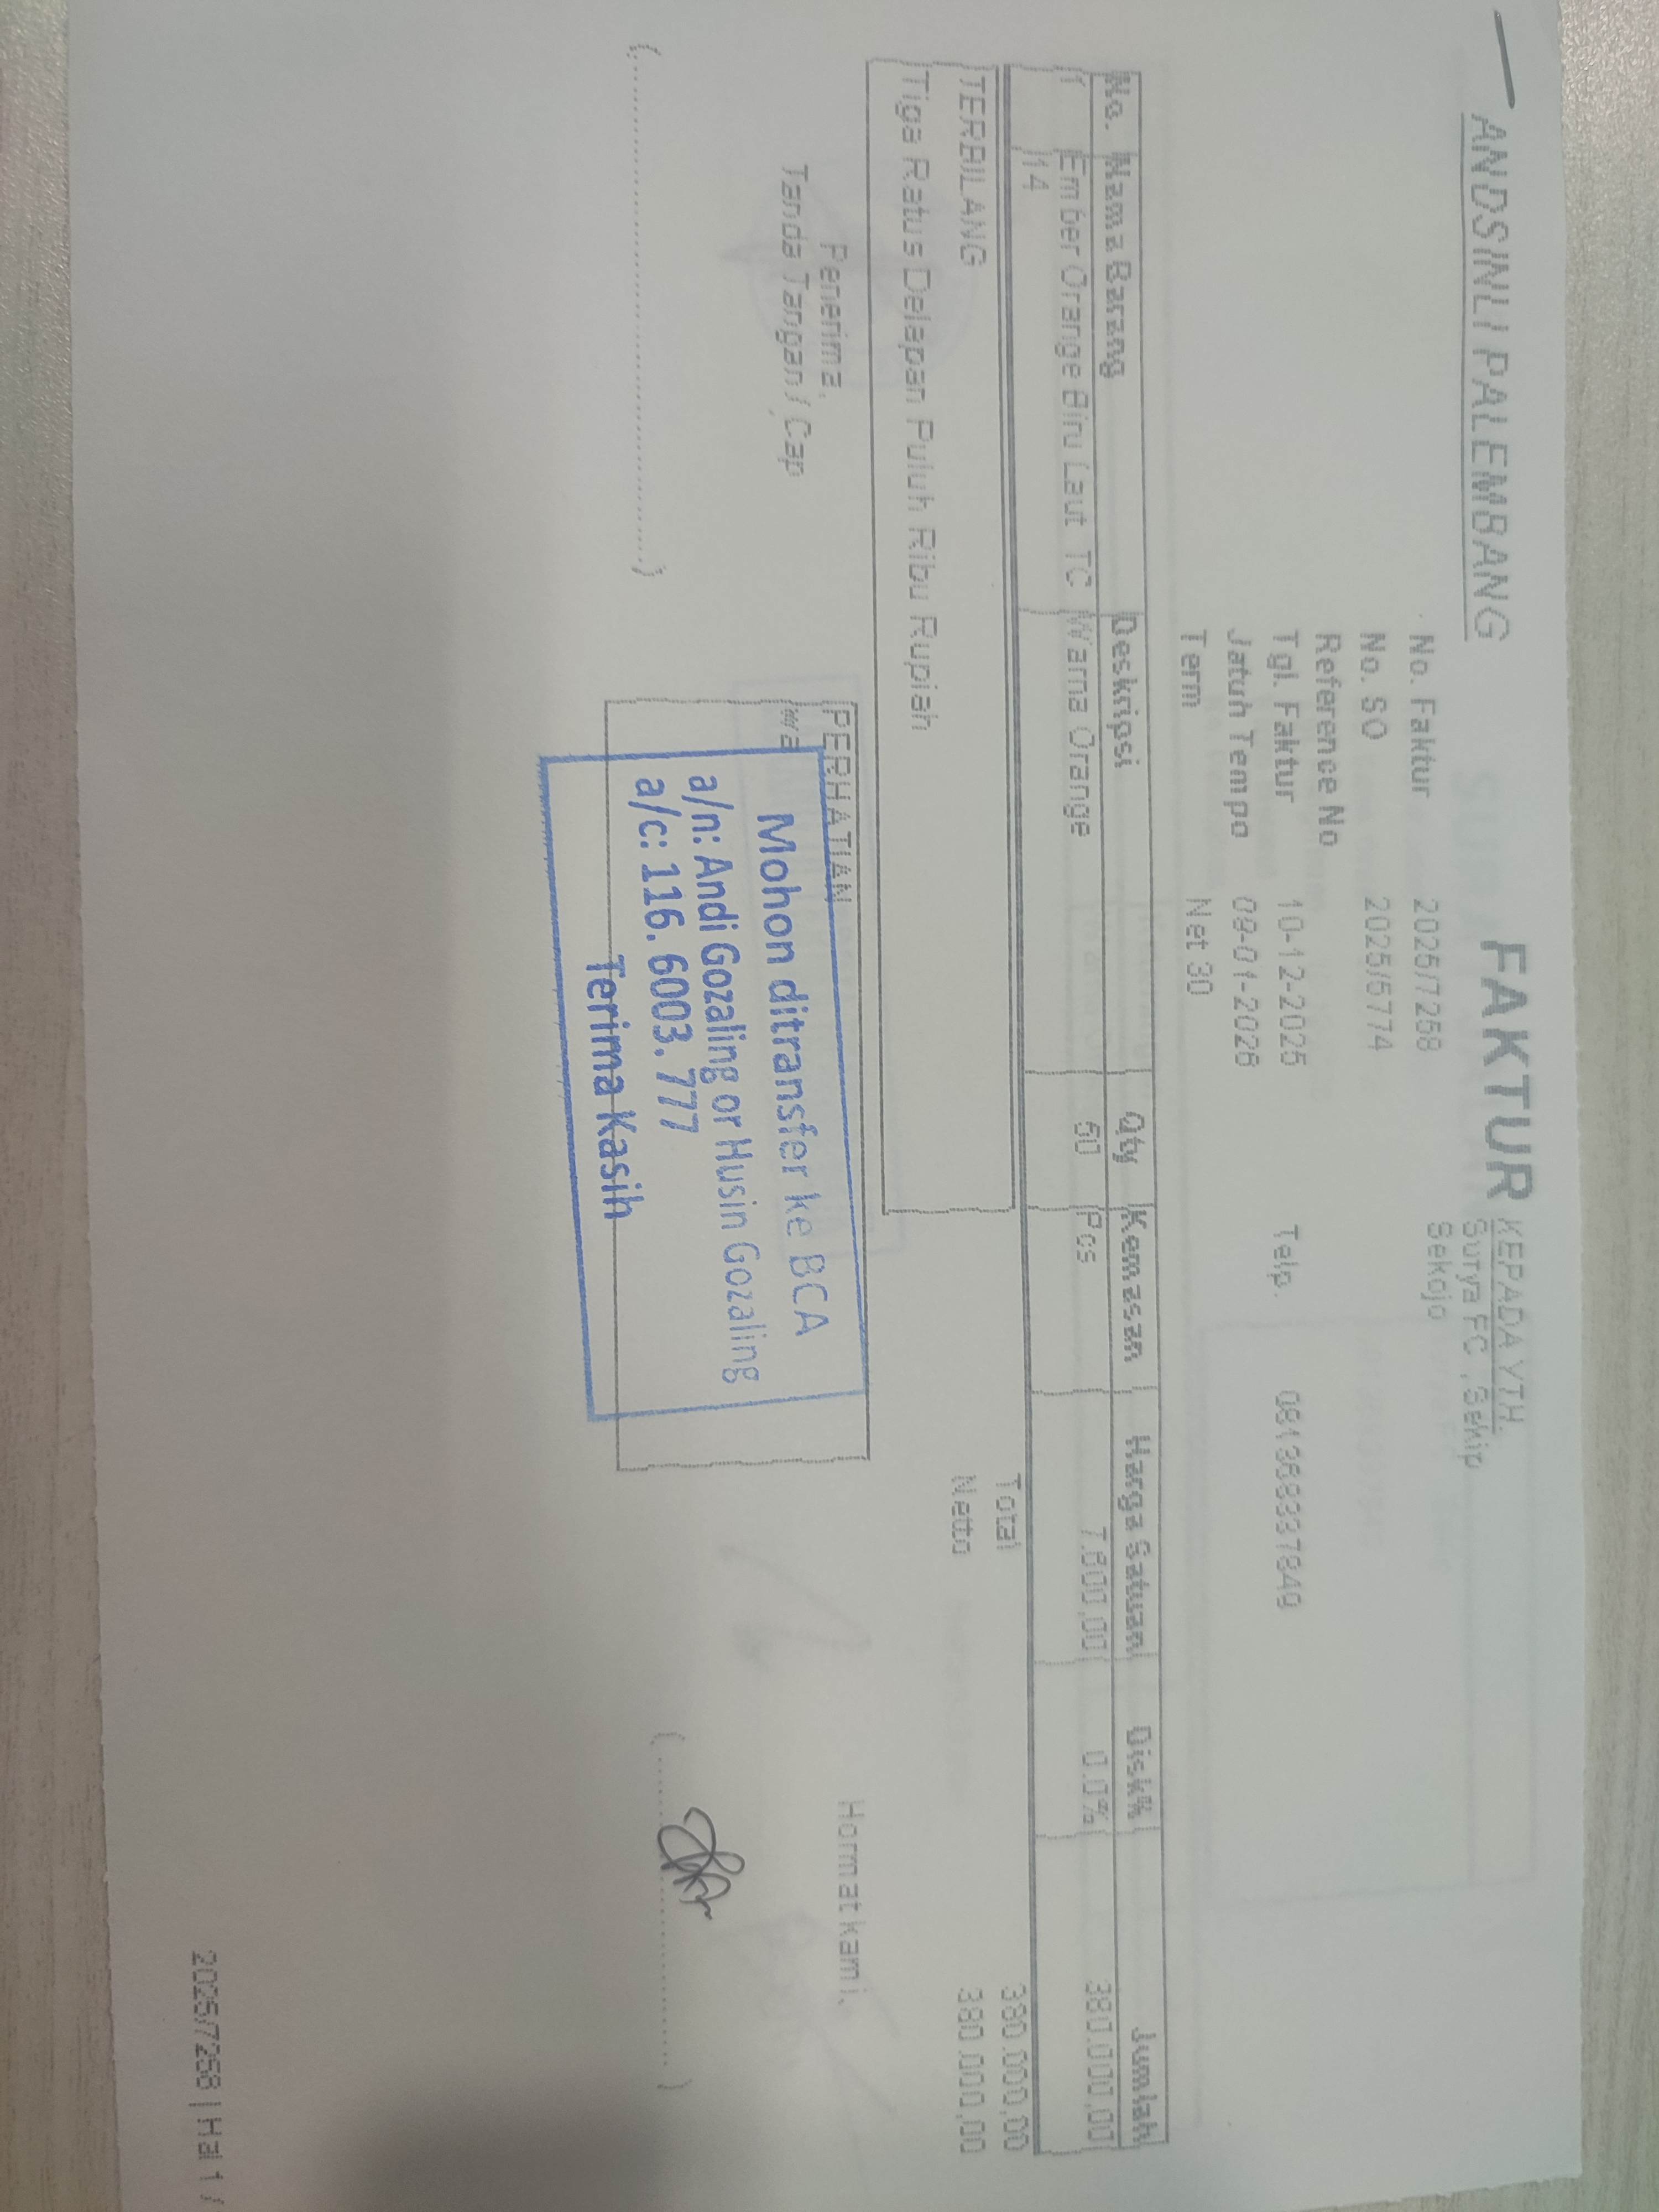 ANDSINLI PALEMBANG
FAKTUR
KEPADA YTH.
Surya FC ,Sekip
Sekojo
No. Faktur 2025/7258
No. SO 2025/5774
Reference No
Tgl. Faktur 10-12-2025
Telp. 081368937849
Jatuh Tempo 09-01-2026
Term Net 30
No. Nama Barang Deskripsi Qty Kemasan Harga Satuan Disk% Jumlah
1 Ember Orange Biru Laut TC 14 Warna Orange 50 Pcs 7.600,00 0.0% 380.000,00
TERBILANG
Tiga Ratus Delapan Puluh Ribu Rupiah
Total 380.000,00
Netto 380.000,00
Penerima,
Tanda Tangan / Cap
PERHATIAN
Hormat kami,
Mohon ditransfer ke BCA
a/n: Andi Gozaling or Husin Gozaling
a/c: 116. 6003. 777
Terima Kasih
2025/7258 | Hal 1 /